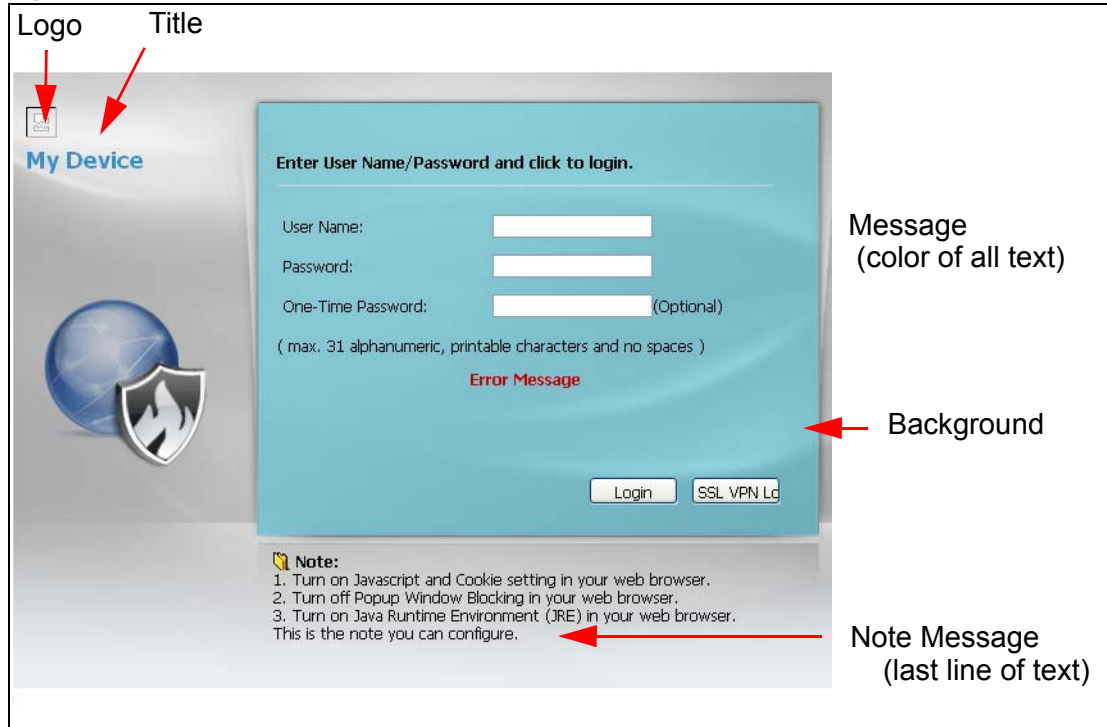 Logo Title
My Device
Enter User Name/Password and click to login.
User Name:
Password:
One-Time Password: (Optional)
( max. 31 alphanumeric, printable characters and no spaces )
Error Message
Login SSL VPN Lo
Message
(color of all text)
Background
Note:
1. Turn on Javascript and Cookie setting in your web browser.
2. Turn off Popup Window Blocking in your web browser.
3. Turn on Java Runtime Environment (JRE) in your web browser.
This is the note you can configure.
Note Message
(last line of text)